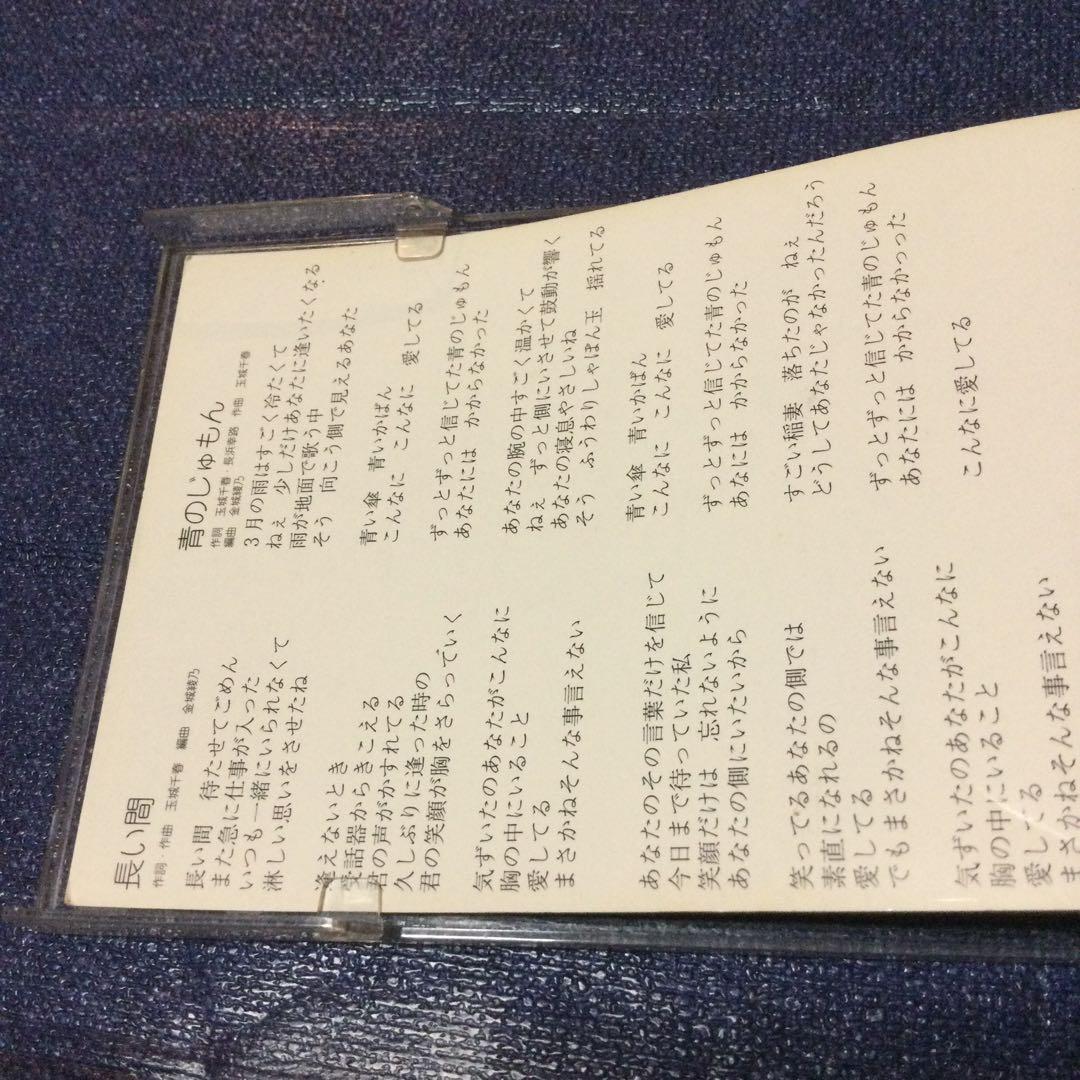 長い間
作詞・作曲 玉城千春 編曲 金城綾乃
長い間 待たせてごめん
また急に仕事が入った
いつも一緒にいられなくて
淋しい思いをさせたね
逢えないとき
受話器からきこえる
君の声がかすれてる
久しぶりに逢った時の
君の笑顔が胸をさらっていく
気ずいたのあなたがこんなに
胸の中にいること
愛してる
まさかねそんな事言えない
あなたのその言葉だけを信じて
今日まで待っていた私
笑顔だけは 忘れないように
あなたの側にいたいから
笑ってるあなたの側では
素直になれるの
愛してる
でもまさかねそんな事言えない
気ずいたのあなたがこんなに
胸の中にいること
愛してる
まさかねそんな事言えない
青のじゅもん
作詞 玉城千春・長浜幸路 作曲 玉城千春
編曲 金城綾乃
3月の雨はすごく冷たくて
ねぇ 少しだけあなたに逢いたくなる
雨が地面で歌う中
そう 向こう側で見えるあなた
青い傘 青いかばん
こんなに こんなに 愛してる
ずっとずっと信じてた青のじゅもん
あなたには かからなかった
あなたの腕の中すごく温かくて
ねぇ ずっと側にいさせて鼓動が響く
あなたの寝息やさしいね
そう ふうわりしゃぼん玉 揺れてる
青い傘 青いかばん
こんなに こんなに 愛してる
ずっとずっと信じてた青のじゅもん
あなには かからなかった
すごい稲妻 落ちたのが ねぇ
どうしてあなたじゃなかったんだろう
ずっとずっと信じてた青のじゅもん
あなたには かからなかった
こんなに愛してる